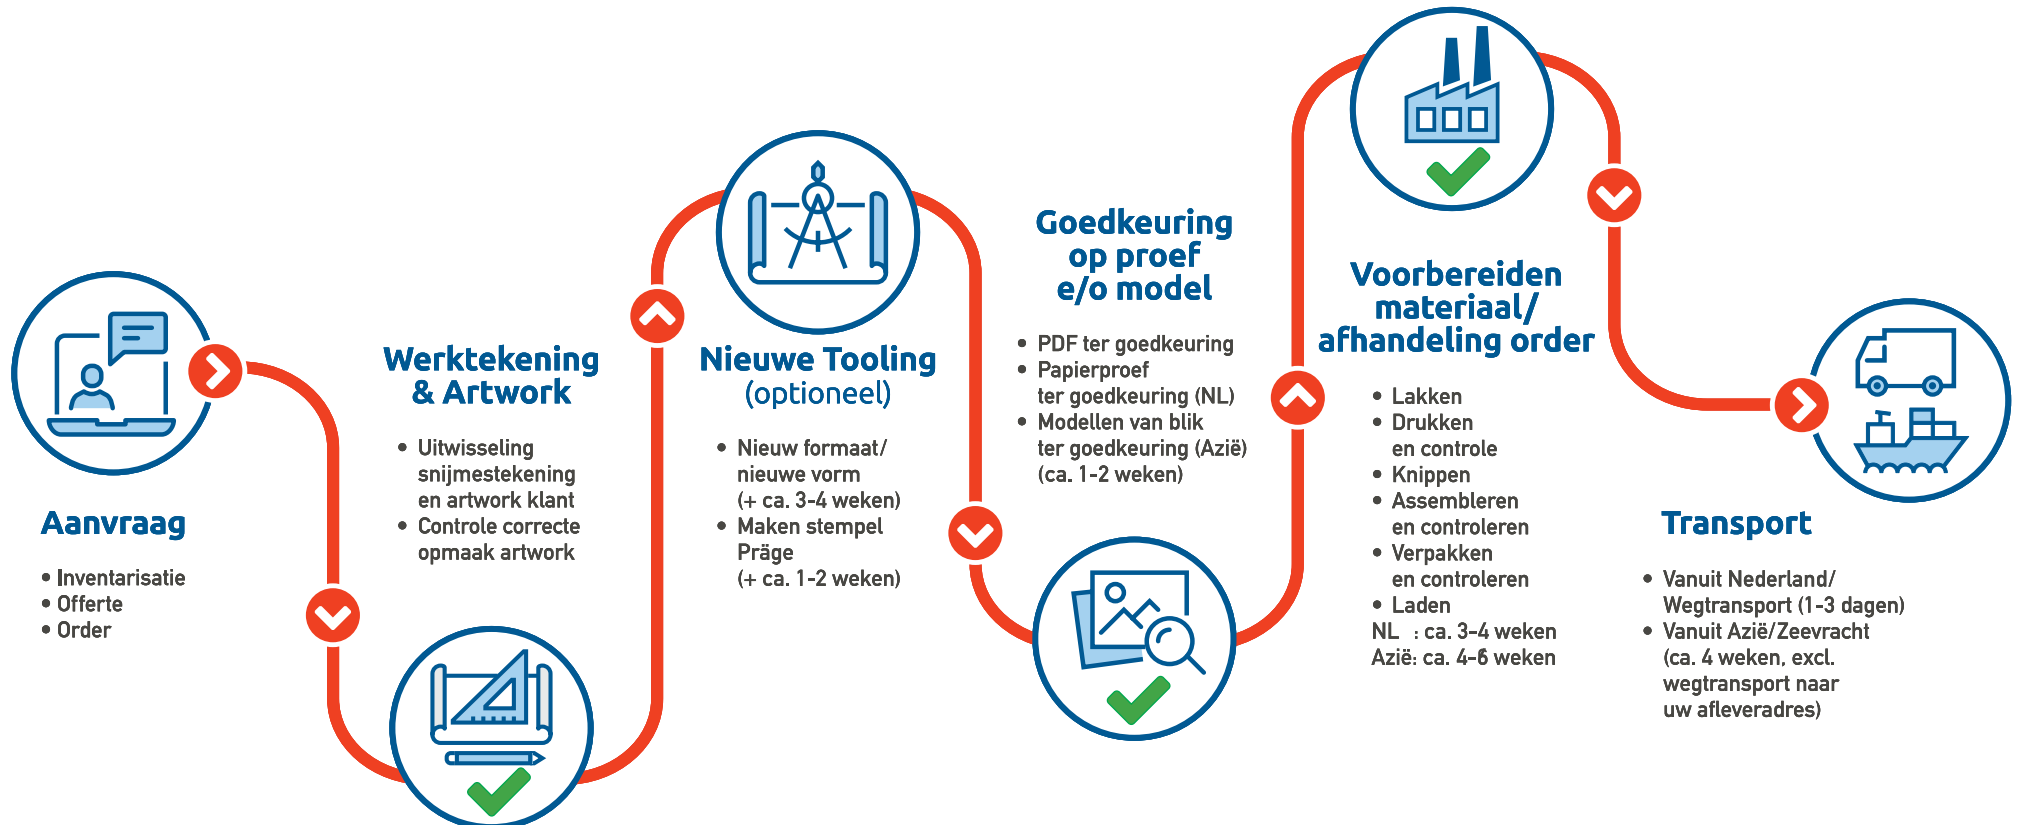 Aanvraag
• Inventarisatie
• Offerte
• Order
Werktekening
& Artwork
• Uitwisseling
snijmestekening
en artwork klant
• Controle correcte
opmaak artwork
Nieuwe Tooling
(optioneel)
• Nieuw formaat/
nieuwe vorm
(+ ca. 3-4 weken)
• Maken stempel
Präge
(+ ca. 1-2 weken)
Goedkeuring
op proef
e/o model
• PDF ter goedkeuring
• Papierproef
ter goedkeuring (NL)
• Modellen van blik
ter goedkeuring (Azië)
(ca. 1-2 weken)
Voorbereiden
materiaal/
afhandeling order
• Lakken
• Drukken
en controle
• Knippen
• Assembleren
en controleren
• Verpakken
en controleren
• Laden
NL : ca. 3-4 weken
Azië: ca. 4-6 weken
Transport
• Vanuit Nederland/
Wegtransport (1-3 dagen)
• Vanuit Azië/Zeevracht
(ca. 4 weken, excl.
wegtransport naar
uw afleveradres)